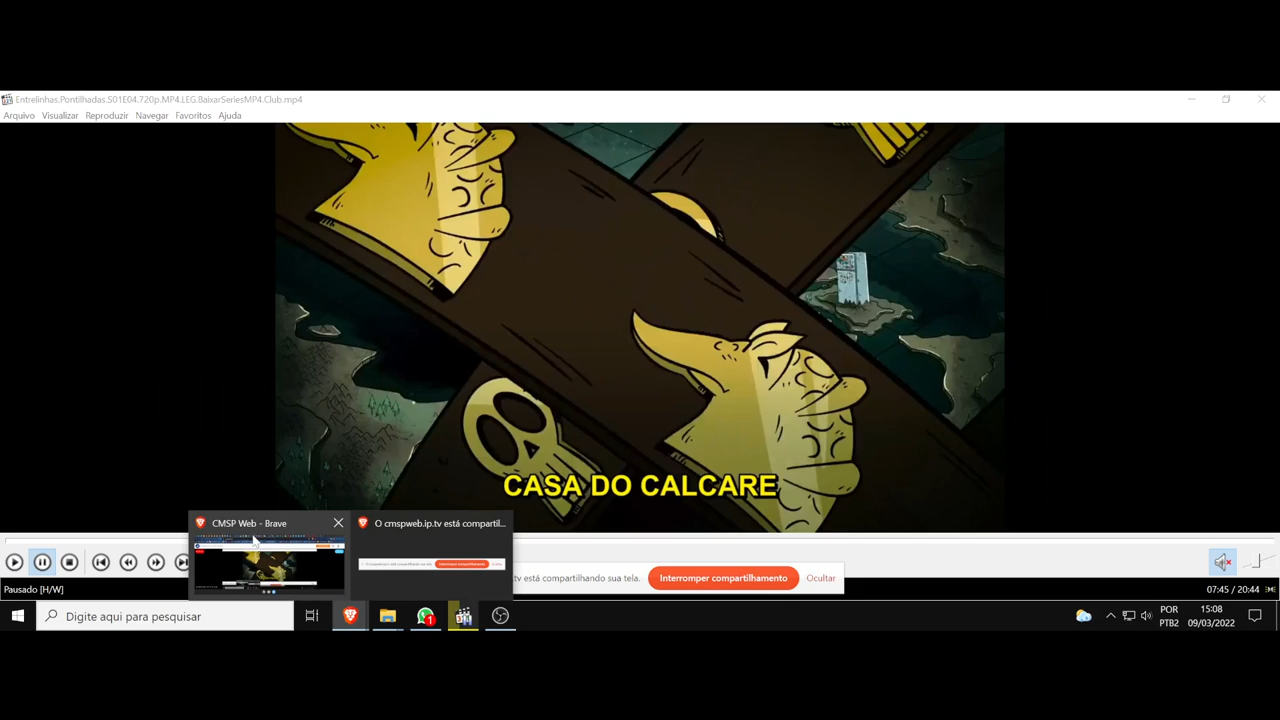 Entrelinhas.Pontilhadas.S01E04.720p.MP4.LEG.BaixarSeriesMP4.Club.mp4
Arquivo Visualizar Reproduzir Navegar Favoritos Ajuda
CASA DO CALCARE
CMSP Web - Brave
O cmspweb.ip.tv está compartil...
.tv está compartilhando sua tela.
Interromper compartilhamento
Ocultar
Pausado [H/W]
07:45 / 20:44
Digite aqui para pesquisar
1
POR
PTB2
15:08
09/03/2022